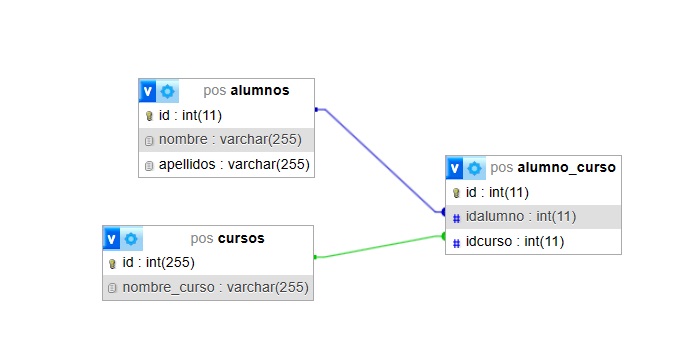 V pos alumnos
id : int(11)
nombre : varchar(255)
apellidos : varchar(255)
V pos alumno_curso
id : int(11)
# idalumno : int(11)
# idcurso : int(11)
V pos cursos
id : int(255)
nombre_curso : varchar(255)